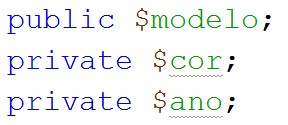 public $modelo;
private $cor;
private $ano;